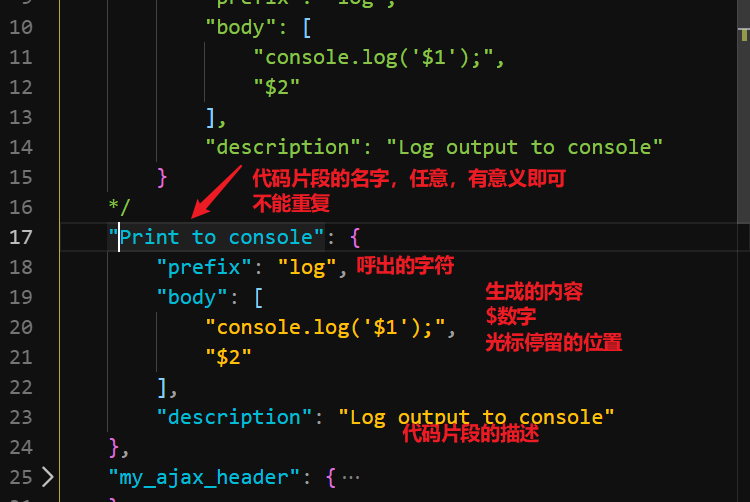 10 "body": [
11 "console.log('$1');",
12 "$2"
13 ],
14 "description": "Log output to console"
15 }
代码片段的名字，任意，有意义即可
16 */
不能重复
17 "Print to console": {
18 "prefix": "log", 呼出的字符
19 "body": [
生成的内容
$数字
20 "console.log('$1');",
光标停留的位置
21 "$2"
22 ],
23 "description": "Log output to console"
代码片段的描述
24 },
25 "my_ajax_header": { ···